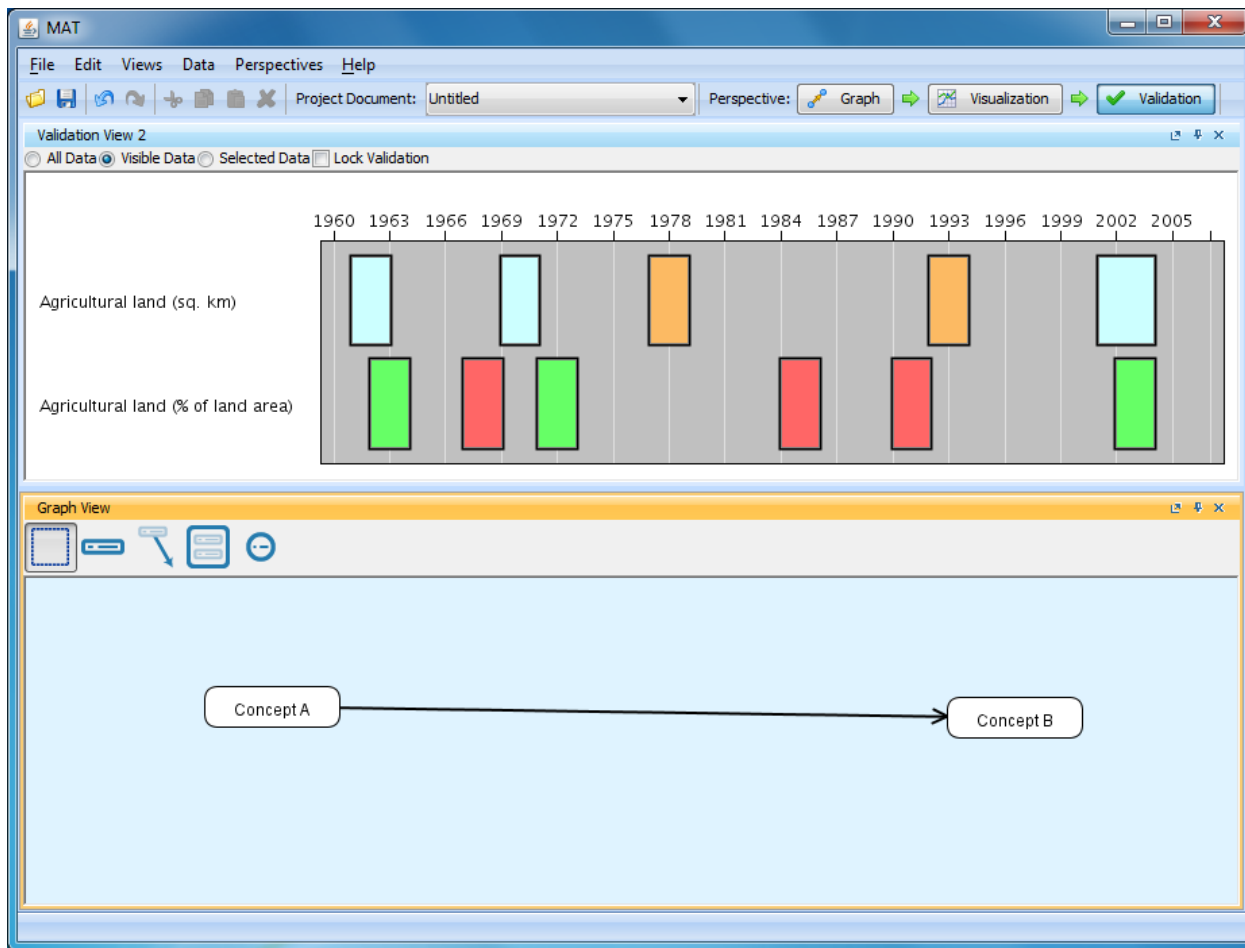 MAT
File Edit Views Data Perspectives Help
Project Document: Untitled Perspective: Graph Visualization Validation
Validation View 2
All Data Visible Data Selected Data Lock Validation
1960 1963 1966 1969 1972 1975 1978 1981 1984 1987 1990 1993 1996 1999 2002 2005
Agricultural land (sq. km)
Agricultural land (% of land area)
Graph View
Concept A
Concept B